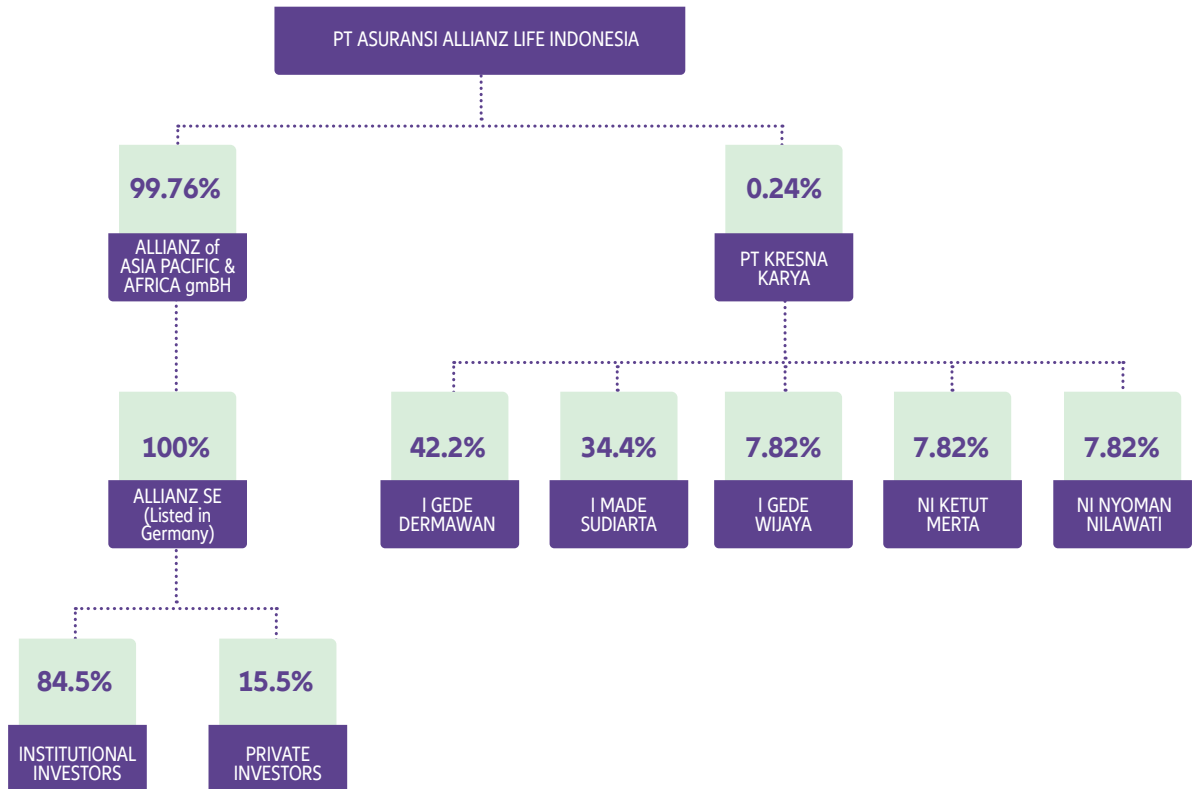 PT ASURANSI ALLIANZ LIFE INDONESIA
99.76%
ALLIANZ of
ASIA PACIFIC &
AFRICA gmBH
0.24%
PT KRESNA
KARYA
100%
ALLIANZ SE
(Listed in
Germany)
42.2%
I GEDE
DERMAWAN
34.4%
I MADE
SUDIARTA
7.82%
I GEDE
WIJAYA
7.82%
NI KETUT
MERTA
7.82%
NI NYOMAN
NILAWATI
84.5%
INSTITUTIONAL
INVESTORS
15.5%
PRIVATE
INVESTORS